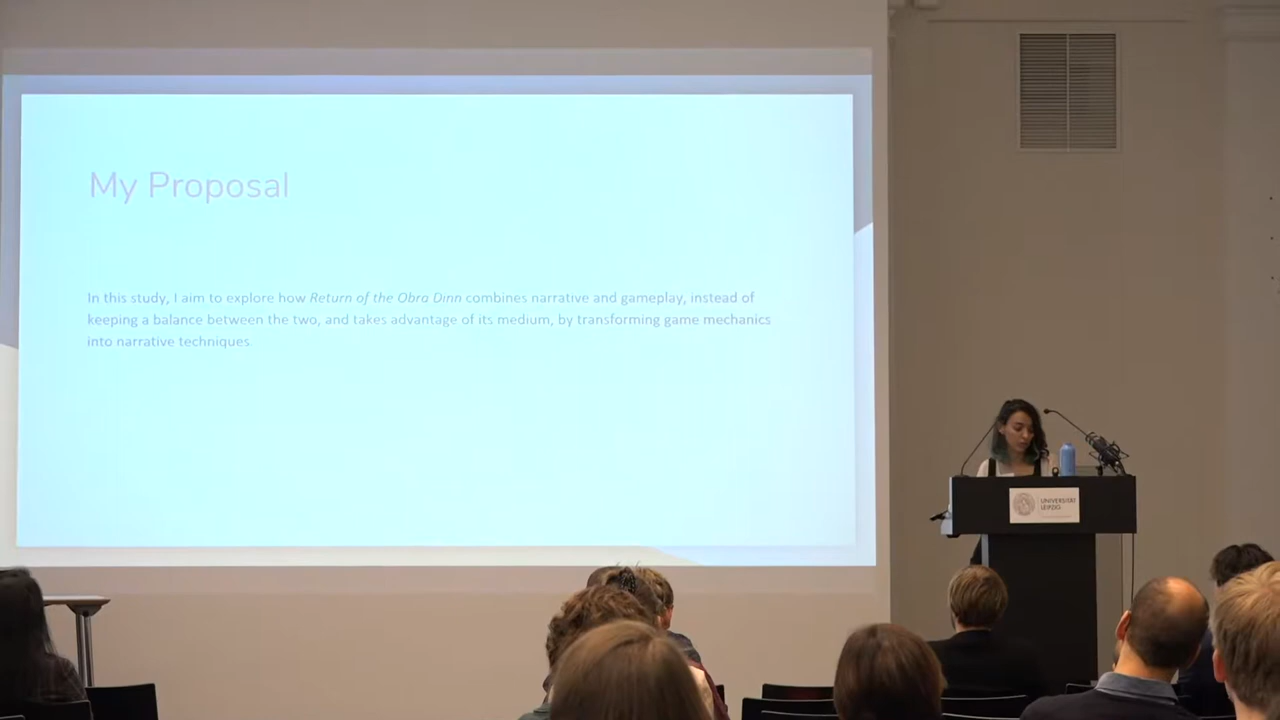 My Proposal
In this study, I aim to explore how Return of the Obra Dinn combines narrative and gameplay, instead of
keeping a balance between the two, and takes advantage of its medium, by transforming game mechanics
into narrative techniques.
UNIVERSITÄT
LEIPZIG